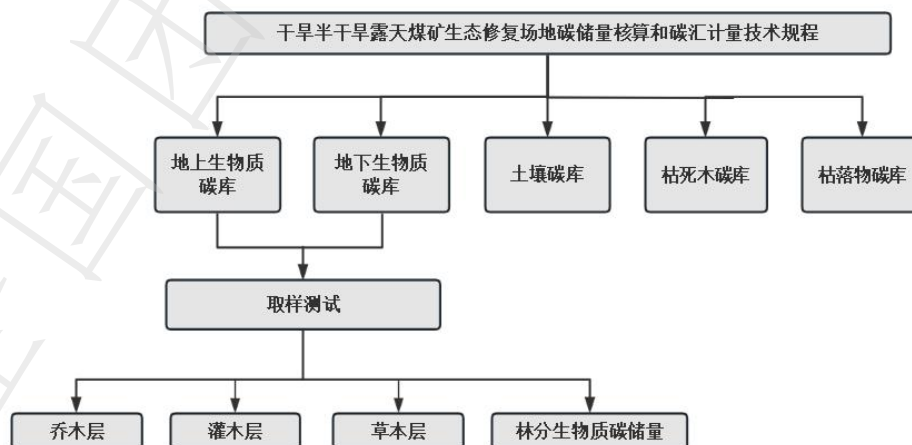 干旱半干旱露天煤矿生态修复场地碳储量核算和碳汇计量技术规程
地上生物质
碳库
地下生物质
碳库
土壤碳库
枯死木碳库
枯落物碳库
取样测试
乔木层
灌木层
草本层
林分生物质碳储量